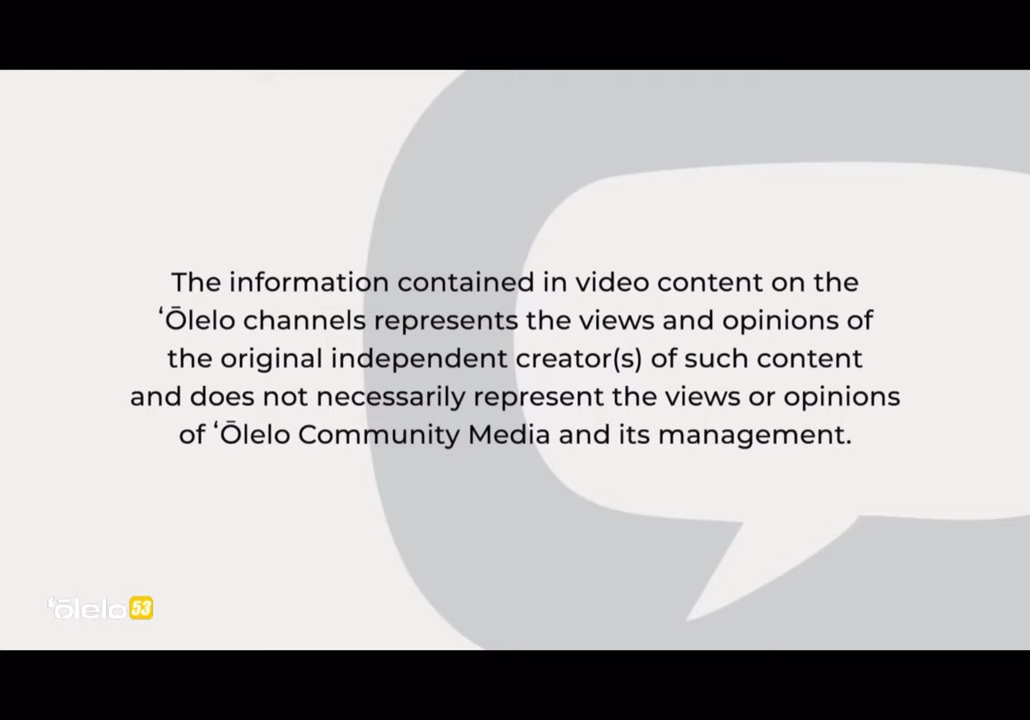 The information contained in video content on the
ʻŌlelo channels represents the views and opinions of
the original independent creator(s) of such content
and does not necessarily represent the views or opinions
of ʻŌlelo Community Media and its management.
ʻōlelo 53